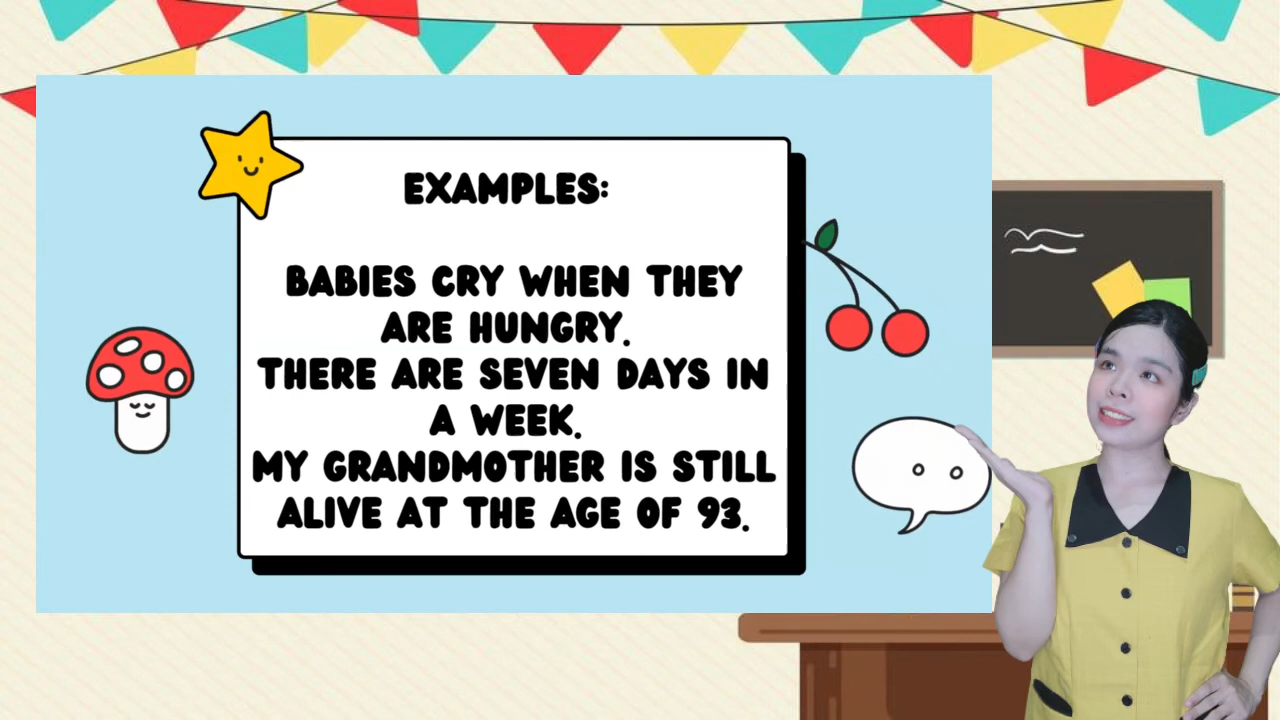 EXAMPLES:
BABIES CRY WHEN THEY
ARE HUNGRY.
THERE ARE SEVEN DAYS IN
A WEEK.
MY GRANDMOTHER IS STILL
ALIVE AT THE AGE OF 93.